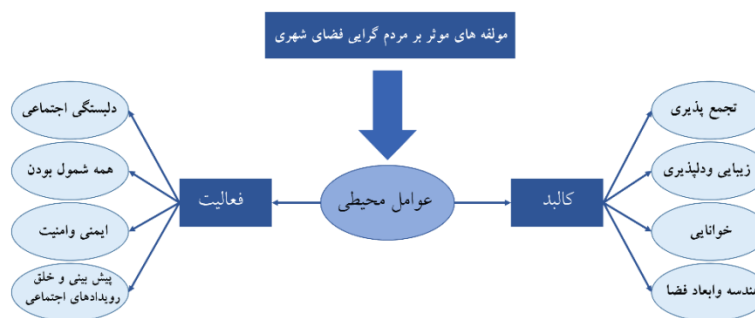 مولفه های موثر بر مردم گرایی فضای شهری
عوامل محیطی
کالبد
تجمع پذیری
زیبایی ودلپذیری
خوانایی
هندسه وابعاد فضا
فعالیت
دلبستگی اجتماعی
همه شمول بودن
ایمنی وامنیت
پیش بینی و خلق
رویدادهای اجتماعی